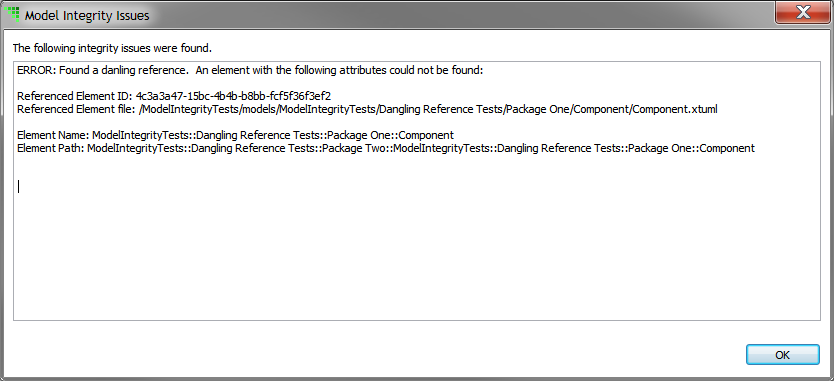 Model Integrity Issues
The following integrity issues were found.
ERROR: Found a danling reference.  An element with the following attributes could not be found:
Referenced Element ID: 4c3a3a47-15bc-4b4b-b8bb-fcf5f36f3ef2
Referenced Element file: /ModelIntegrityTests/models/ModelIntegrityTests/Dangling Reference Tests/Package One/Component/Component.xtuml
Element Name: ModelIntegrityTests::Dangling Reference Tests::Package One::Component
Element Path: ModelIntegrityTests::Dangling Reference Tests::Package Two::ModelIntegrityTests::Dangling Reference Tests::Package One::Component
OK